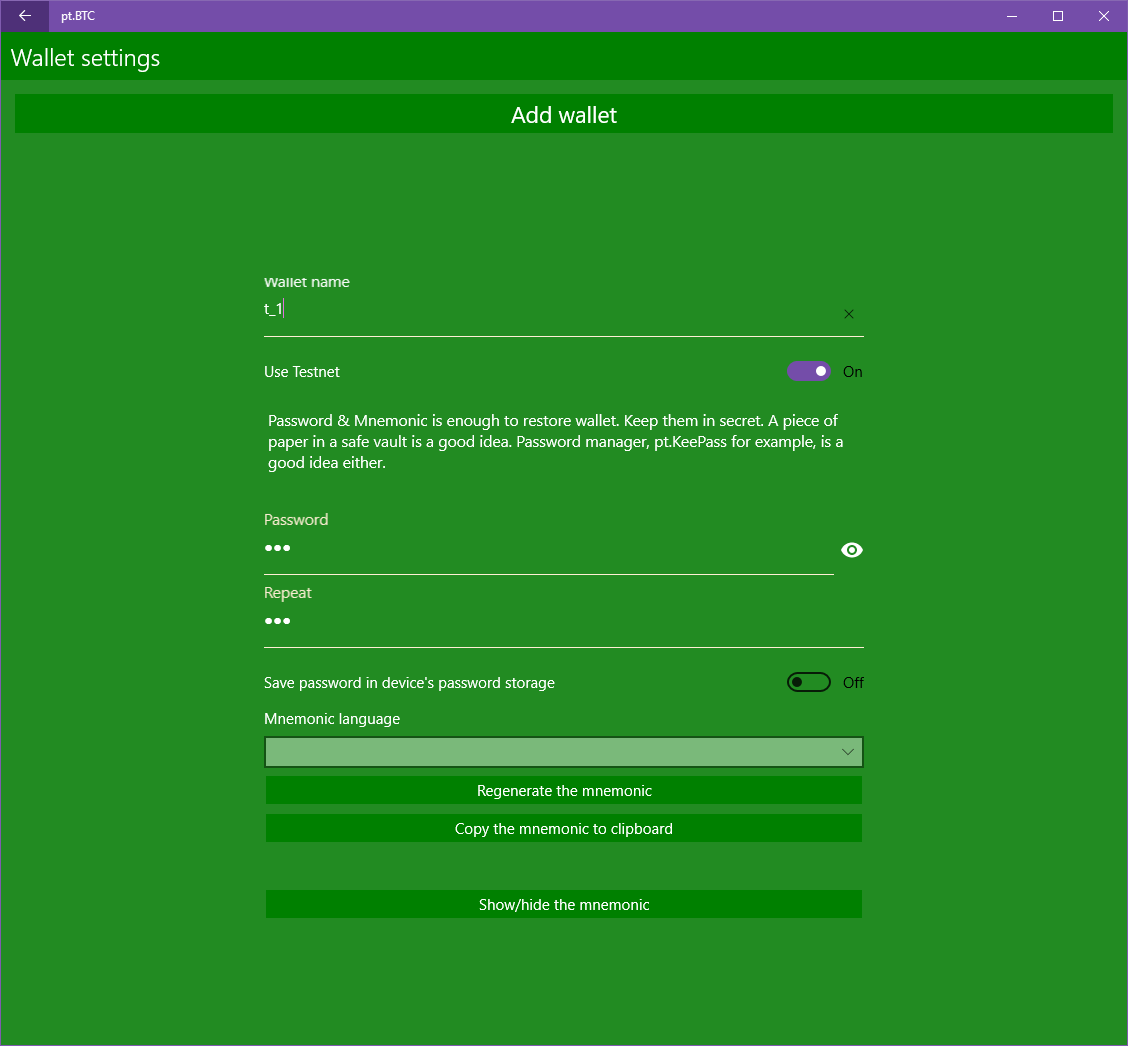 pt.BTC
Wallet settings
Add wallet
Wallet name
t_1
Use Testnet
On
Password & Mnemonic is enough to restore wallet. Keep them in secret. A piece of
paper in a safe vault is a good idea. Password manager, pt.KeePass for example, is a
good idea either.
Password
Repeat
Save password in device's password storage
Off
Mnemonic language
Regenerate the mnemonic
Copy the mnemonic to clipboard
Show/hide the mnemonic